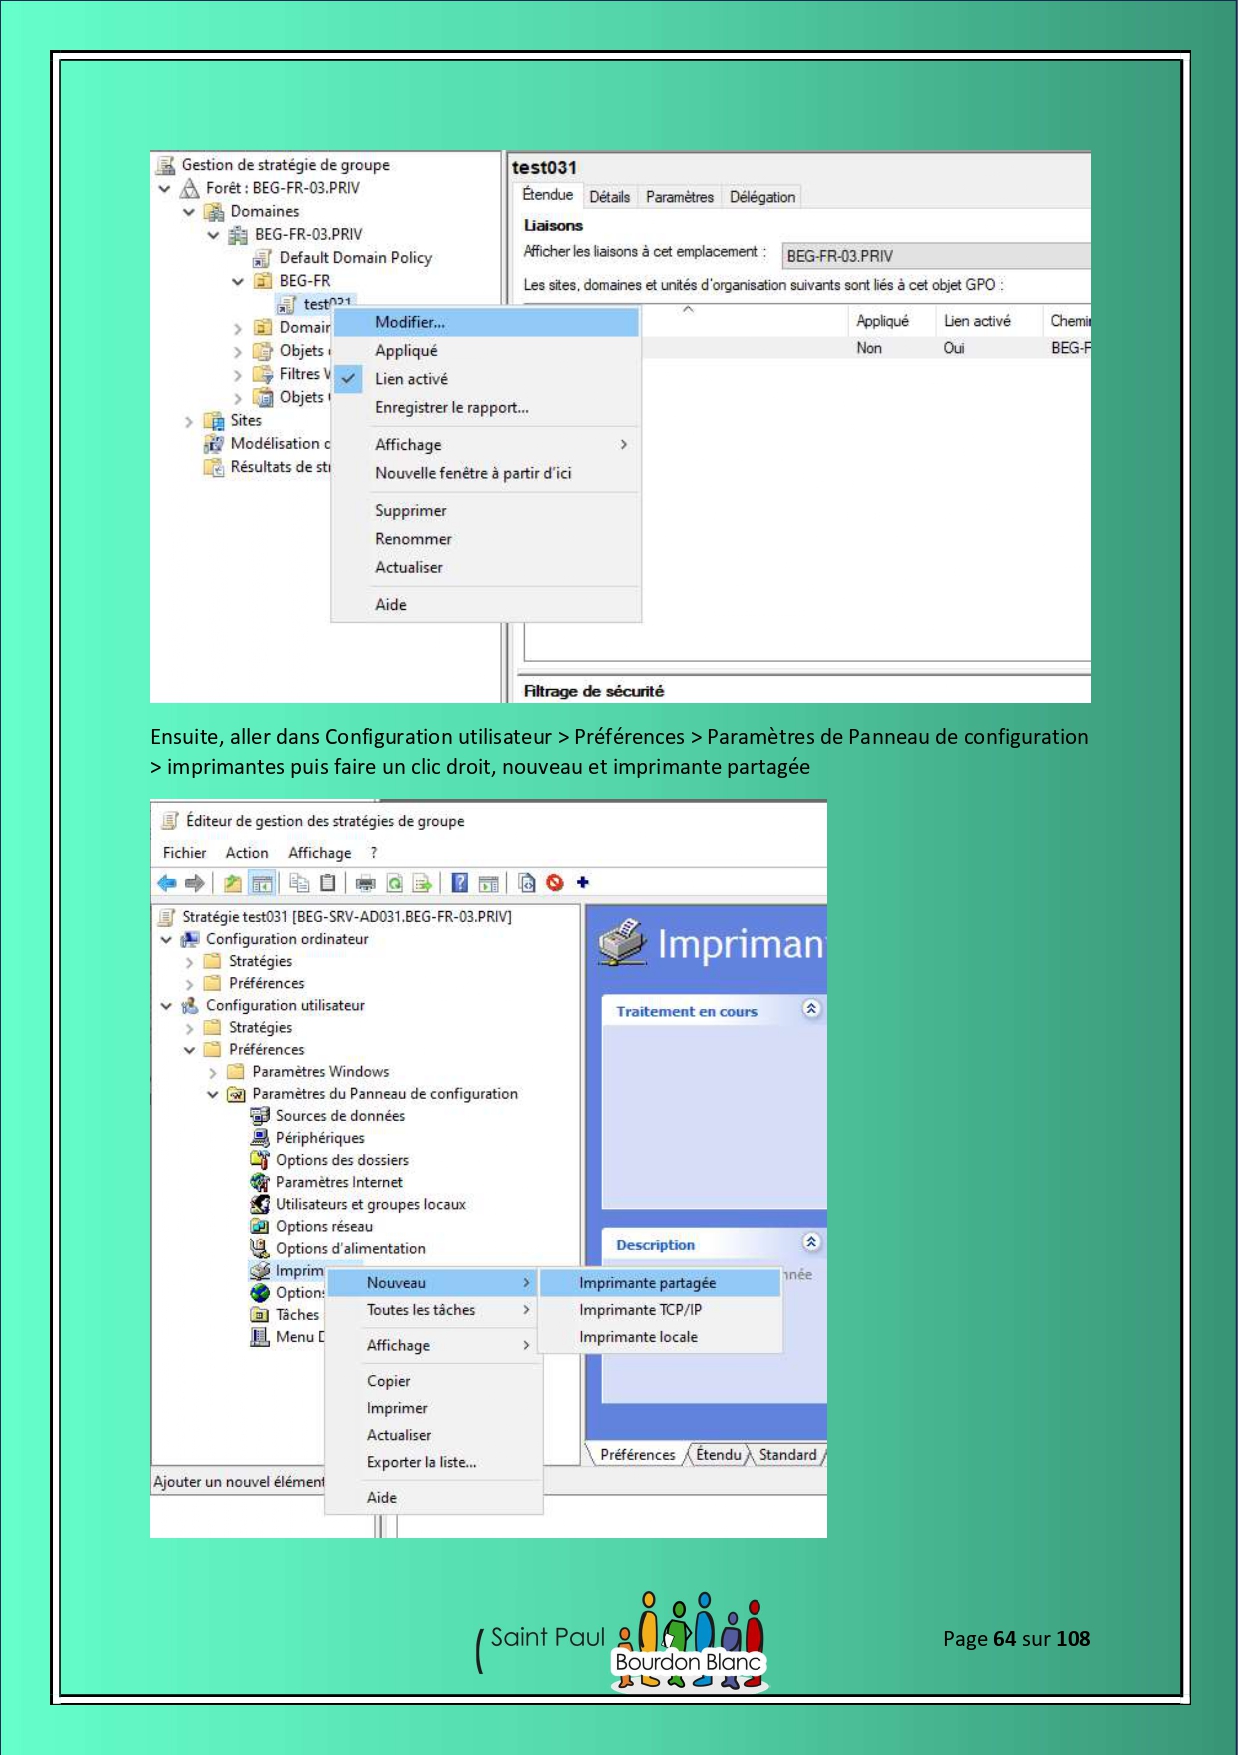 Gestion de stratégie de groupe
Forêt : BEG-FR-03.PRIV
Domaines
BEG-FR-03.PRIV
Default Domain Policy
BEG-FR
test031
Domain
Objets
Filtres
Objets
Sites
Modélisation
Résultats de
Modifier...
Appliqué
Lien activé
Enregistrer le rapport...
Affichage
Nouvelle fenêtre à partir d'ici
Supprimer
Renommer
Actualiser
Aide
test031
Étendue Détails Paramètres Délégation
Liaisons
Afficher les liaisons à cet emplacement : BEG-FR-03.PRIV
Les sites, domaines et unités d'organisation suivants sont liés à cet objet GPO :
Appliqué Lien activé
Non Oui BEG-F
Filtrage de sécurité
Ensuite, aller dans Configuration utilisateur > Préférences > Paramètres de Panneau de configuration
> imprimantes puis faire un clic droit, nouveau et imprimante partagée
Éditeur de gestion des stratégies de groupe
Fichier Action Affichage ?
Stratégie test031 [BEG-SRV-AD031.BEG-FR-03.PRIV]
Configuration ordinateur
Stratégies
Préférences
Configuration utilisateur
Stratégies
Préférences
Paramètres Windows
Paramètres du Panneau de configuration
Sources de données
Périphériques
Options des dossiers
Paramètres Internet
Utilisateurs et groupes locaux
Options réseau
Options d'alimentation
Imprim
Options
Tâches
Menu D
Ajouter un nouvel élément
Nouveau
Toutes les tâches
Affichage
Copier
Imprimer
Actualiser
Exporter la liste...
Aide
Imprimante partagée
Imprimante TCP/IP
Imprimante locale
Impriman
Traitement en cours
Description
nnée
Préférences Étendu Standard
Saint Paul
Bourdon Blanc
Page 64 sur 108